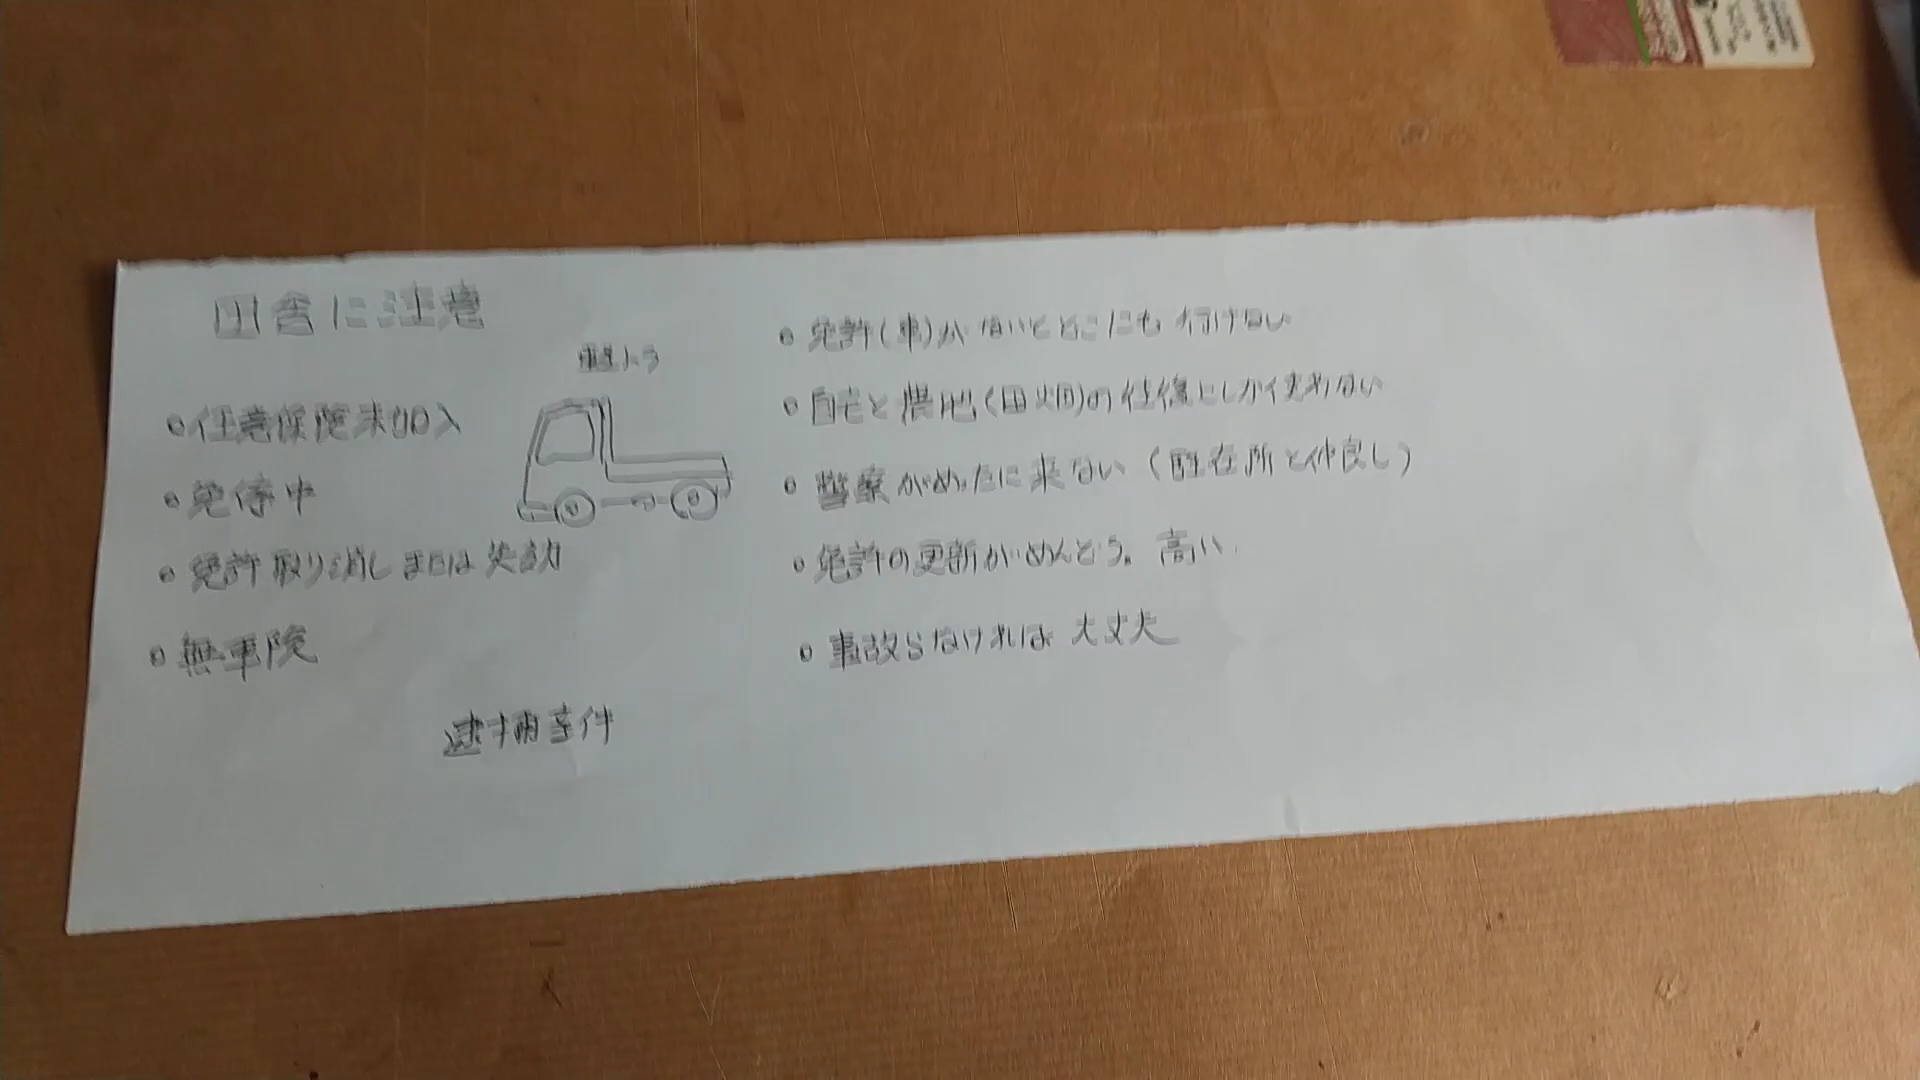 田舎に注意
軽トラ
・任意保険未加入
・免停中
・免許取り消しまたは失効
・無車険
逮捕案件
・免許(車)がないとどこにも行けない
・自宅と農地(田畑)の往復にしか使わない
・警察がめったに来ない(駐在所と仲良し)
・免許の更新がめんどう。高い。
・事故らなければ大丈夫